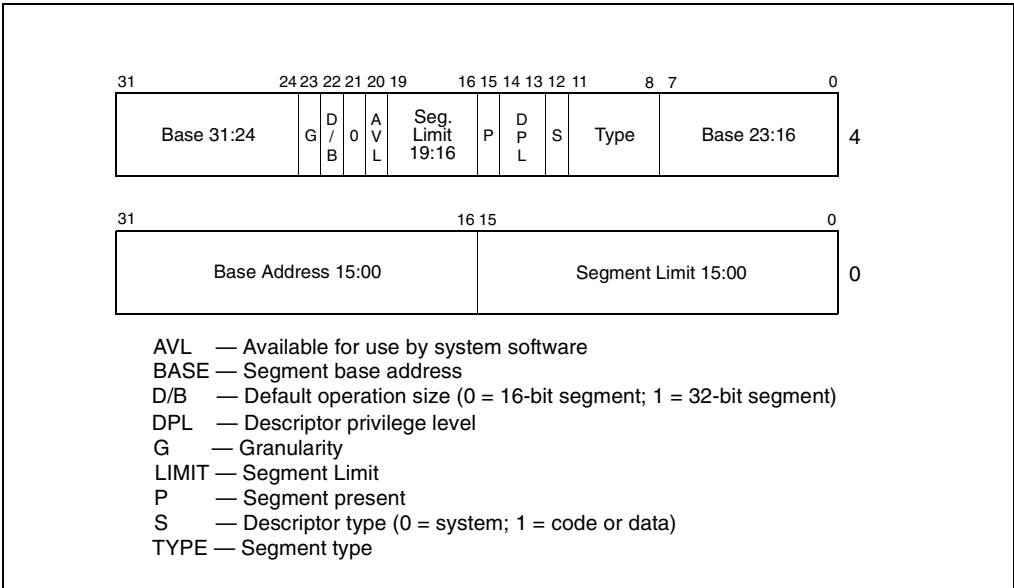 31 24 23 22 21 20 19 16 15 14 13 12 11 8 7 0
Base 31:24 G D/B 0 AVL Seg. Limit 19:16 P DPL S Type Base 23:16 4
31 16 15 0
Base Address 15:00 Segment Limit 15:00 0
AVL — Available for use by system software
BASE — Segment base address
D/B — Default operation size (0 = 16-bit segment; 1 = 32-bit segment)
DPL — Descriptor privilege level
G — Granularity
LIMIT — Segment Limit
P — Segment present
S — Descriptor type (0 = system; 1 = code or data)
TYPE — Segment type